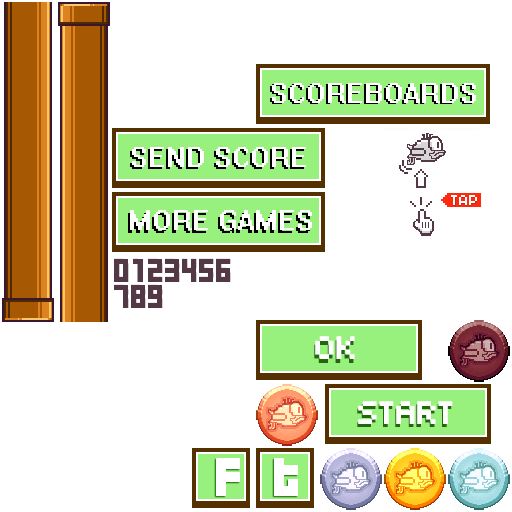 SCOREBOARDS
SEND SCORE
TAP
MORE GAMES
0123456
789
OK
START
F t